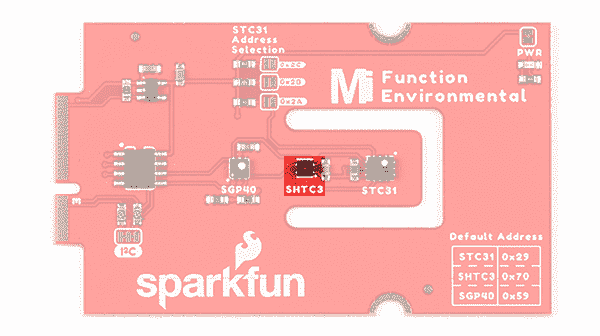 STC31
Address
Selection
0x2C
0x2B
0x2A
PWR
Mi Function
Environmental
SGP40
SHTC3
STC31
E
I²C
sparkfun
Default Address
STC31 0x29
SHTC3 0x70
SGP40 0x59